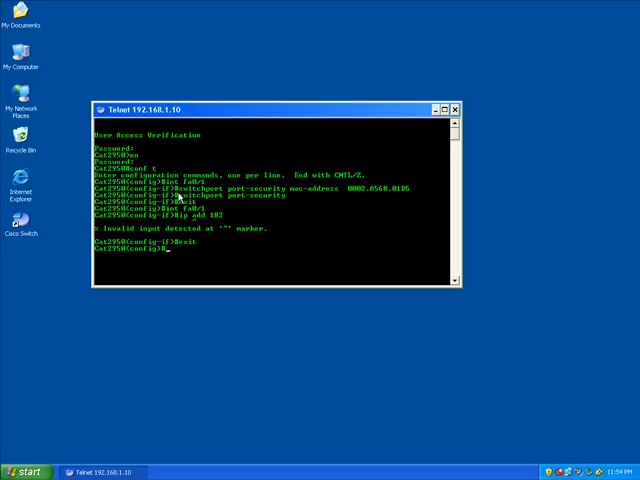 My Documents
My Computer
My Network
Places
Recycle Bin
Internet
Explorer
Cisco Switch
Telnet 192.168.1.10
User Access Verification
Password:
Cat2950>en
Password:
Cat2950#conf t
Enter configuration commands, one per line.  End with CNTL/Z.
Cat2950(config)#int fa0/1
Cat2950(config-if)#switchport port-security mac-address  0002.A568.01D5
Cat2950(config-if)#switchport port-security
Cat2950(config-if)#exit
Cat2950(config)#int fa0/1
Cat2950(config-if)#ip add 182
^
% Invalid input detected at '^' marker.
Cat2950(config-if)#exit
Cat2950(config)#
start
Telnet 192.168.1.10
11:54 PM